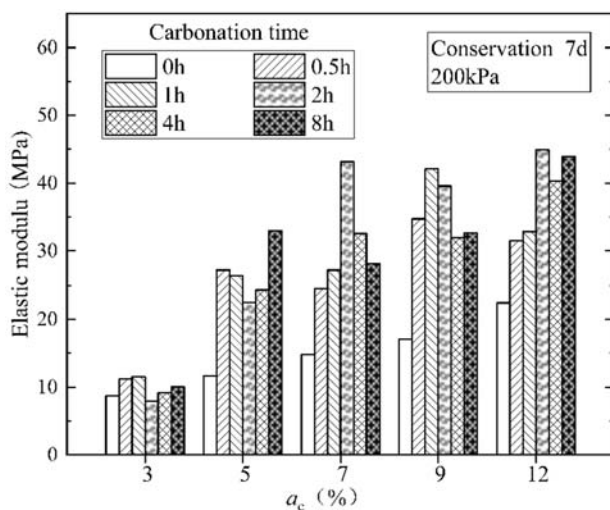 Carbonation time
0h 0.5h
1h 2h
4h 8h
Conservation 7d
200kPa
60
50
40
30
20
10
0
Elastic modulu (MPa)
3 5 7 9 12
a_c (%)